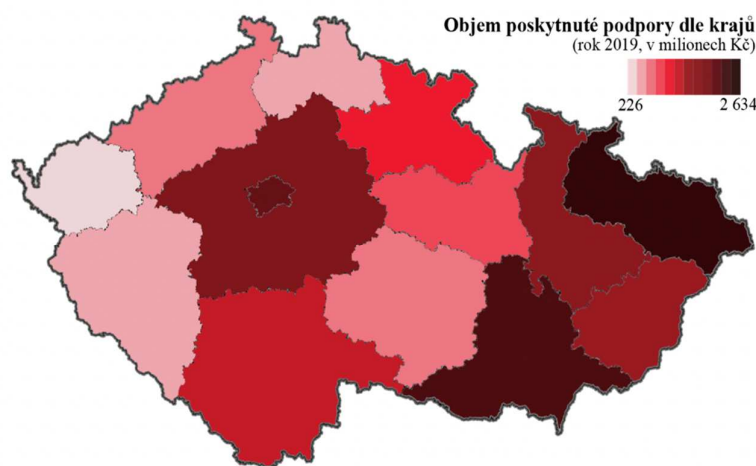 Objem poskytnuté podpory dle krajů
(rok 2019, v milionech Kč)
226 2 634